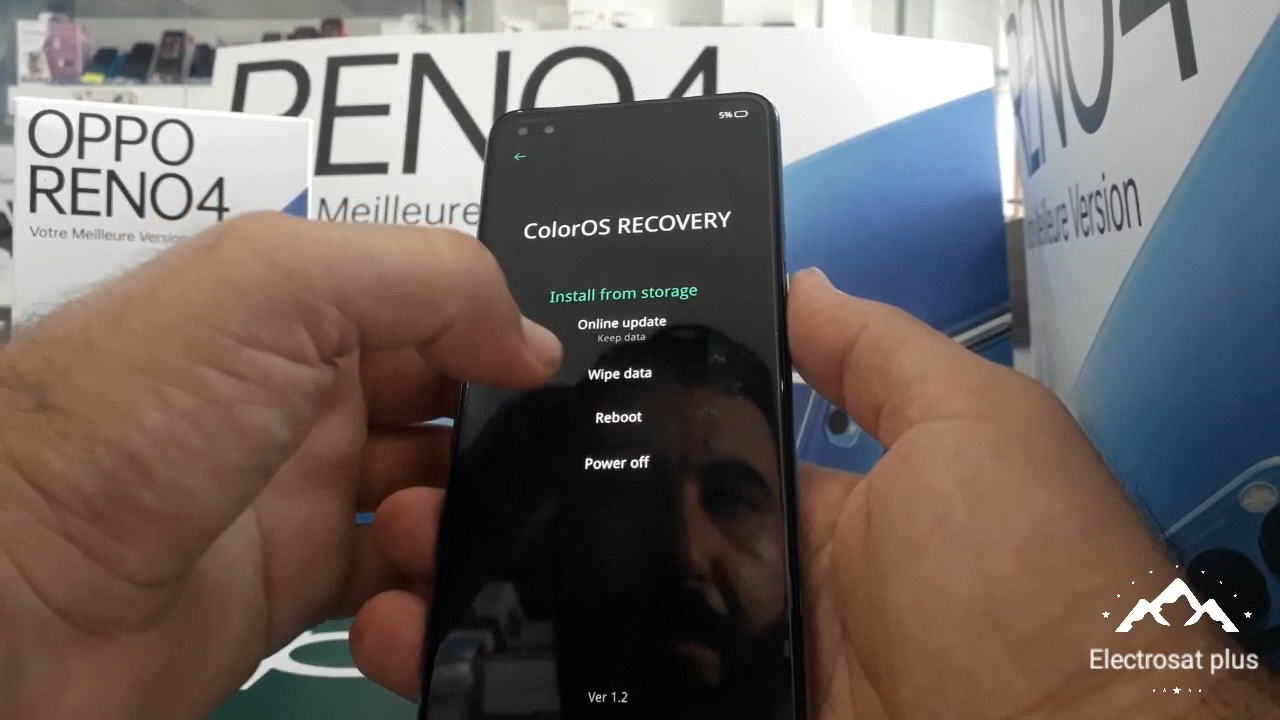 RENO4
Meilleure
OPPO
RENO4
Votre Meilleure Version
5%
ColorOS RECOVERY
Install from storage
Online update
Keep data
Wipe data
Reboot
Power off
Ver 1.2
RENO4
Meilleure Version
Electrosat plus